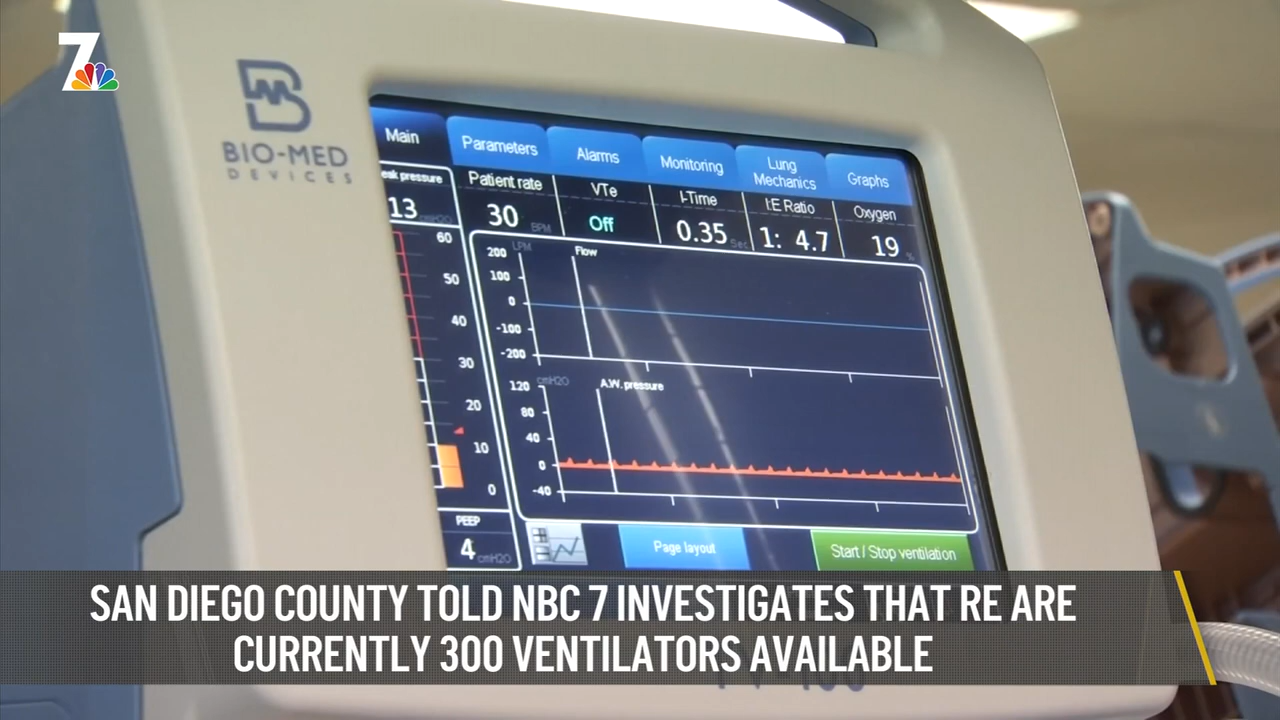 7
BIO-MED
DEVICES
Main
Parameters
Alarms
Monitoring
Lung
Mechanics
Graphs
eak pressure
13 cmH2O
Patient rate
30 BPM
VTe
Off
I-Time
0.35 Sec
I:E Ratio
1: 4.7
Oxygen
19 %
60
50
40
30
20
10
0
LPM
Flow
200
100
0
-100
-200
cmH2O
A.W. pressure
120
80
40
0
-40
PEEP
4 cmH2O
Page layout
Start / Stop ventilation
SAN DIEGO COUNTY TOLD NBC 7 INVESTIGATES THAT RE ARE
CURRENTLY 300 VENTILATORS AVAILABLE